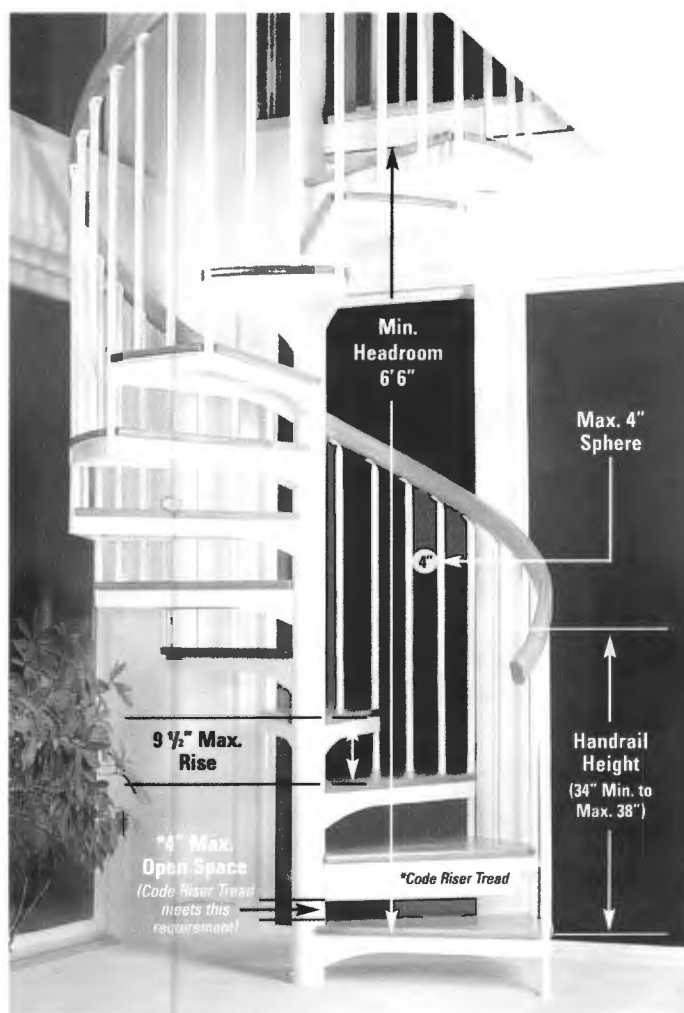 Min.
Headroom
6' 6"
Max. 4"
Sphere
4"
9 ½" Max.
Rise
Handrail
Height
(34" Min. to
Max. 38")
*4" Max.
Open Space
(Code Riser Tread
meets this
requirement)
*Code Riser Tread